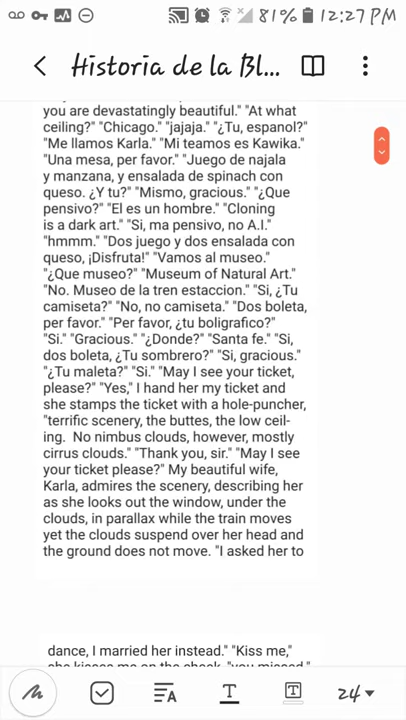 81% 12:27 PM
Historia de la Bl...
you are devastatingly beautiful." "At what
ceiling?" "Chicago." "jajaja." "¿Tu, espanol?"
"Me llamos Karla." "Mi teamos es Kawika."
"Una mesa, per favor." "Juego de najala
y manzana, y ensalada de spinach con
queso. ¿Y tu?" "Mismo, gracious." "¿Que
pensivo?" "El es un hombre." "Cloning
is a dark art." "Si, ma pensivo, no A.I."
"hmmm." "Dos juego y dos ensalada con
queso, ¡Disfruta!" "Vamos al museo."
"¿Que museo?" "Museum of Natural Art."
"No. Museo de la tren estaccion." "Si, ¿Tu
camiseta?" "No, no camiseta." "Dos boleta,
per favor." "Per favor, ¿tu boligrafico?"
"Si." "Gracious." "¿Donde?" "Santa fe." "Si,
dos boleta, ¿Tu sombrero?" "Si, gracious."
"¿Tu maleta?" "Si." "May I see your ticket,
please?" "Yes," I hand her my ticket and
she stamps the ticket with a hole-puncher,
"terrific scenery, the buttes, the low ceil-
ing.  No nimbus clouds, however, mostly
cirrus clouds." "Thank you, sir." "May I see
your ticket please?" My beautiful wife,
Karla, admires the scenery, describing her
as she looks out the window, under the
clouds, in parallax while the train moves
yet the clouds suspend over her head and
the ground does not move. "I asked her to
dance, I married her instead." "Kiss me,"
she kisses me on the cheek, "you missed,"
24